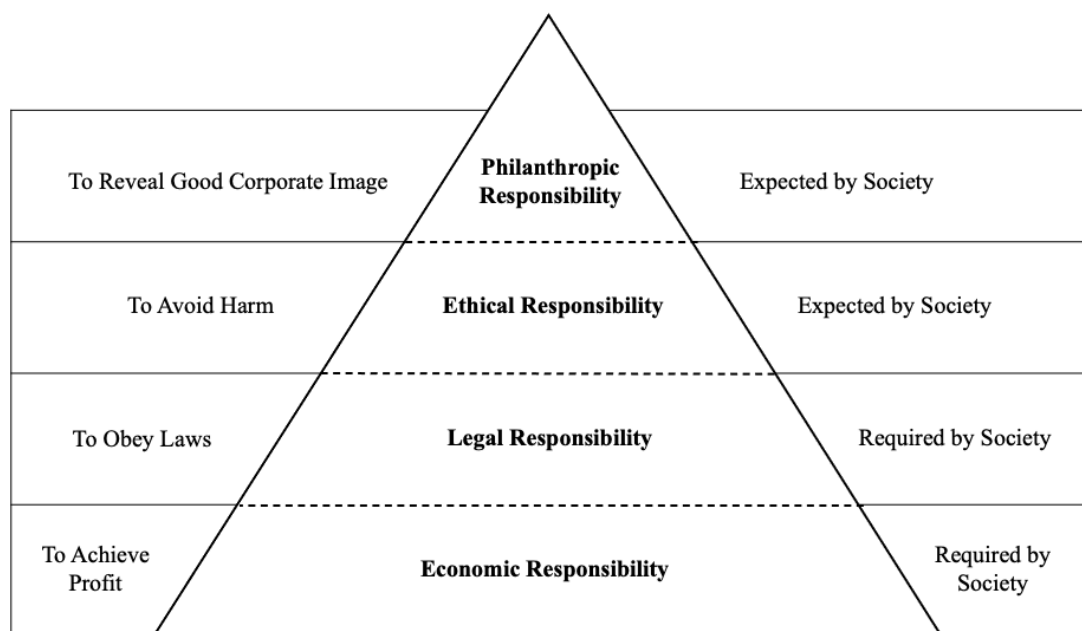 To Reveal Good Corporate Image
Philanthropic
Responsibility
Expected by Society
To Avoid Harm
Ethical Responsibility
Expected by Society
To Obey Laws
Legal Responsibility
Required by Society
To Achieve
Profit
Economic Responsibility
Required by
Society